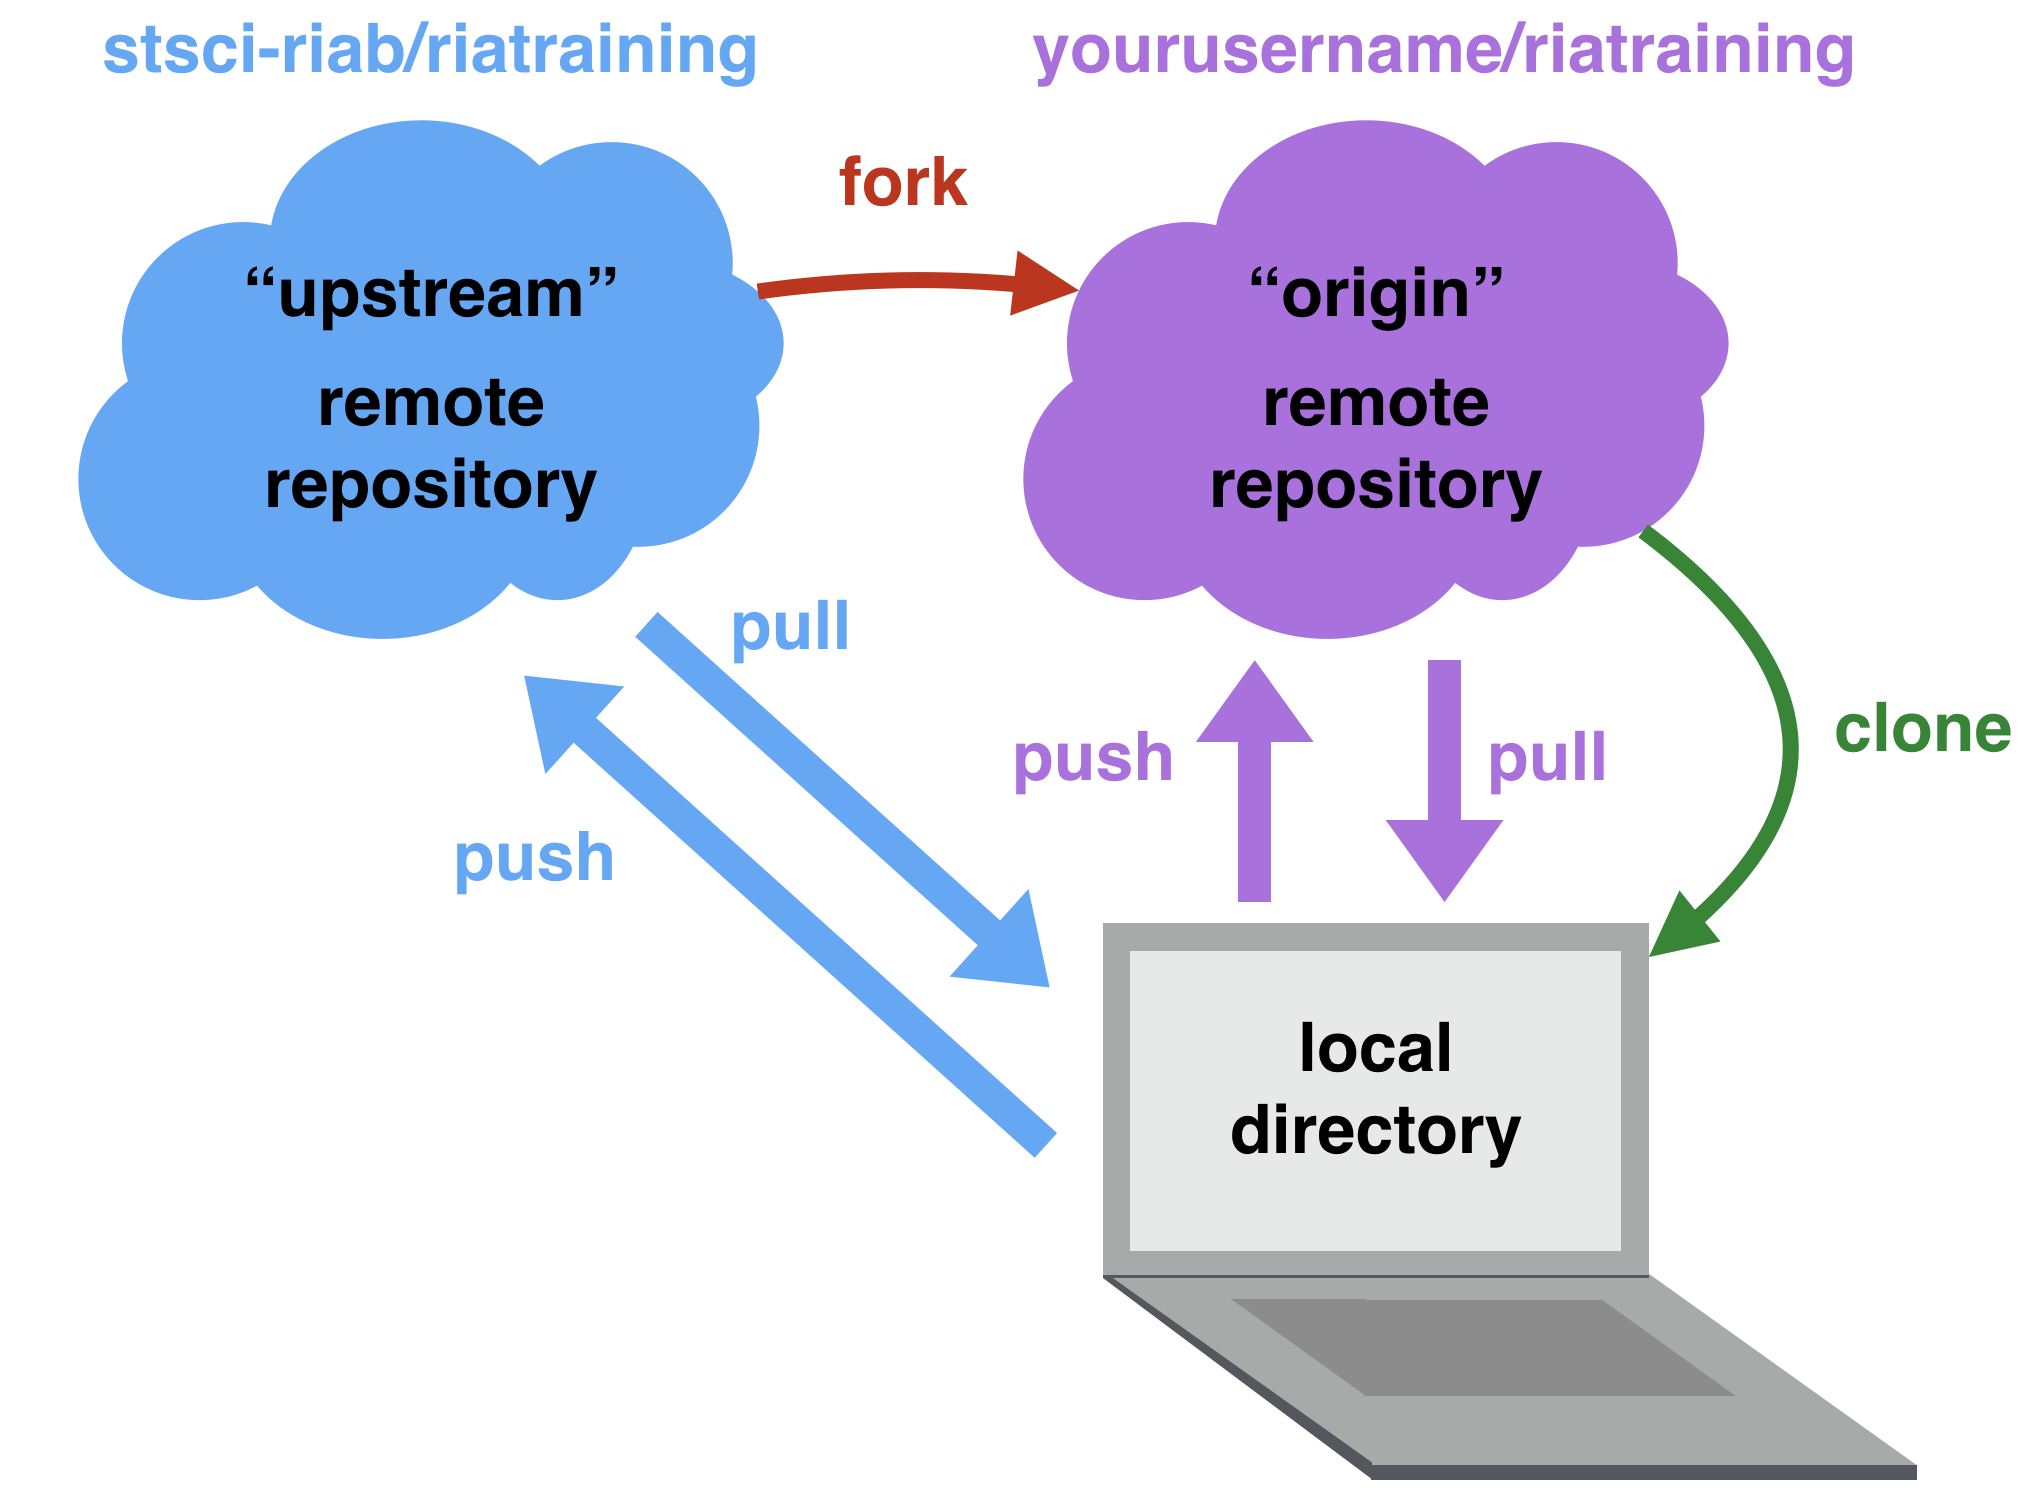 stsci-riab/riatraining
yourusername/riatraining
fork
“upstream”
remote
repository
“origin”
remote
repository
pull
push
push
pull
clone
local
directory